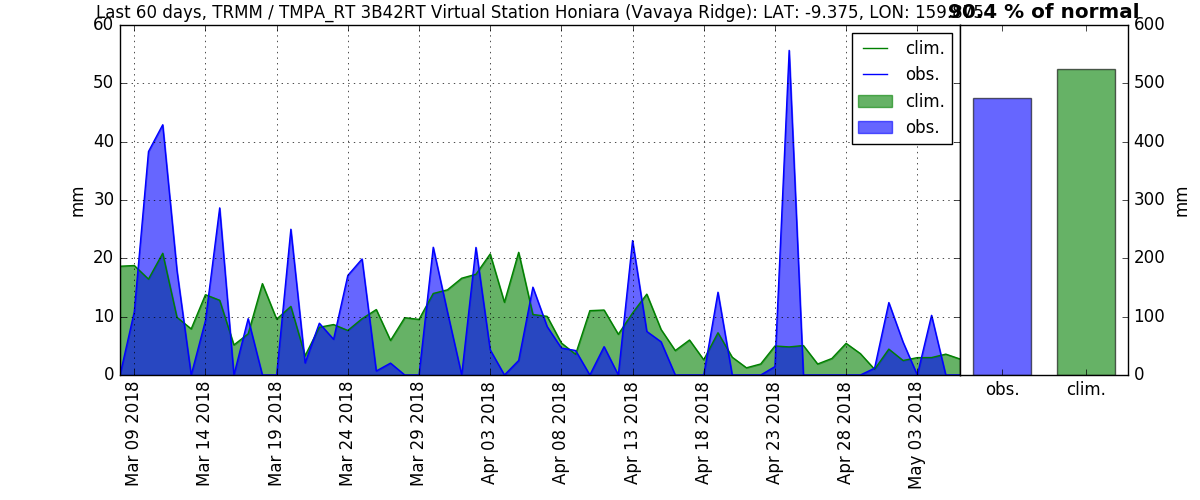 Last 60 days, TRMM / TMPA_RT 3B42RT Virtual Station Honiara (Vavaya Ridge): LAT: -9.375, LON:
90.4 % of normal
60
50
40
30
20
10
0
mm
clim.
obs.
clim.
obs.
600
500
400
300
200
100
0
mm
Mar 09 2018
Mar 14 2018
Mar 19 2018
Mar 24 2018
Mar 29 2018
Apr 03 2018
Apr 08 2018
Apr 13 2018
Apr 18 2018
Apr 23 2018
Apr 28 2018
May 03 2018
obs.
clim.